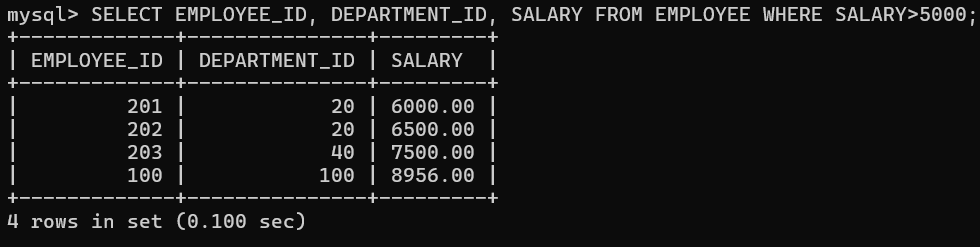 mysql> SELECT EMPLOYEE_ID, DEPARTMENT_ID, SALARY FROM EMPLOYEE WHERE SALARY>5000;
+-------------+---------------+---------+
| EMPLOYEE_ID | DEPARTMENT_ID | SALARY  |
+-------------+---------------+---------+
|         201 |            20 | 6000.00 |
|         202 |            20 | 6500.00 |
|         203 |            40 | 7500.00 |
|         100 |           100 | 8956.00 |
+-------------+---------------+---------+
4 rows in set (0.100 sec)